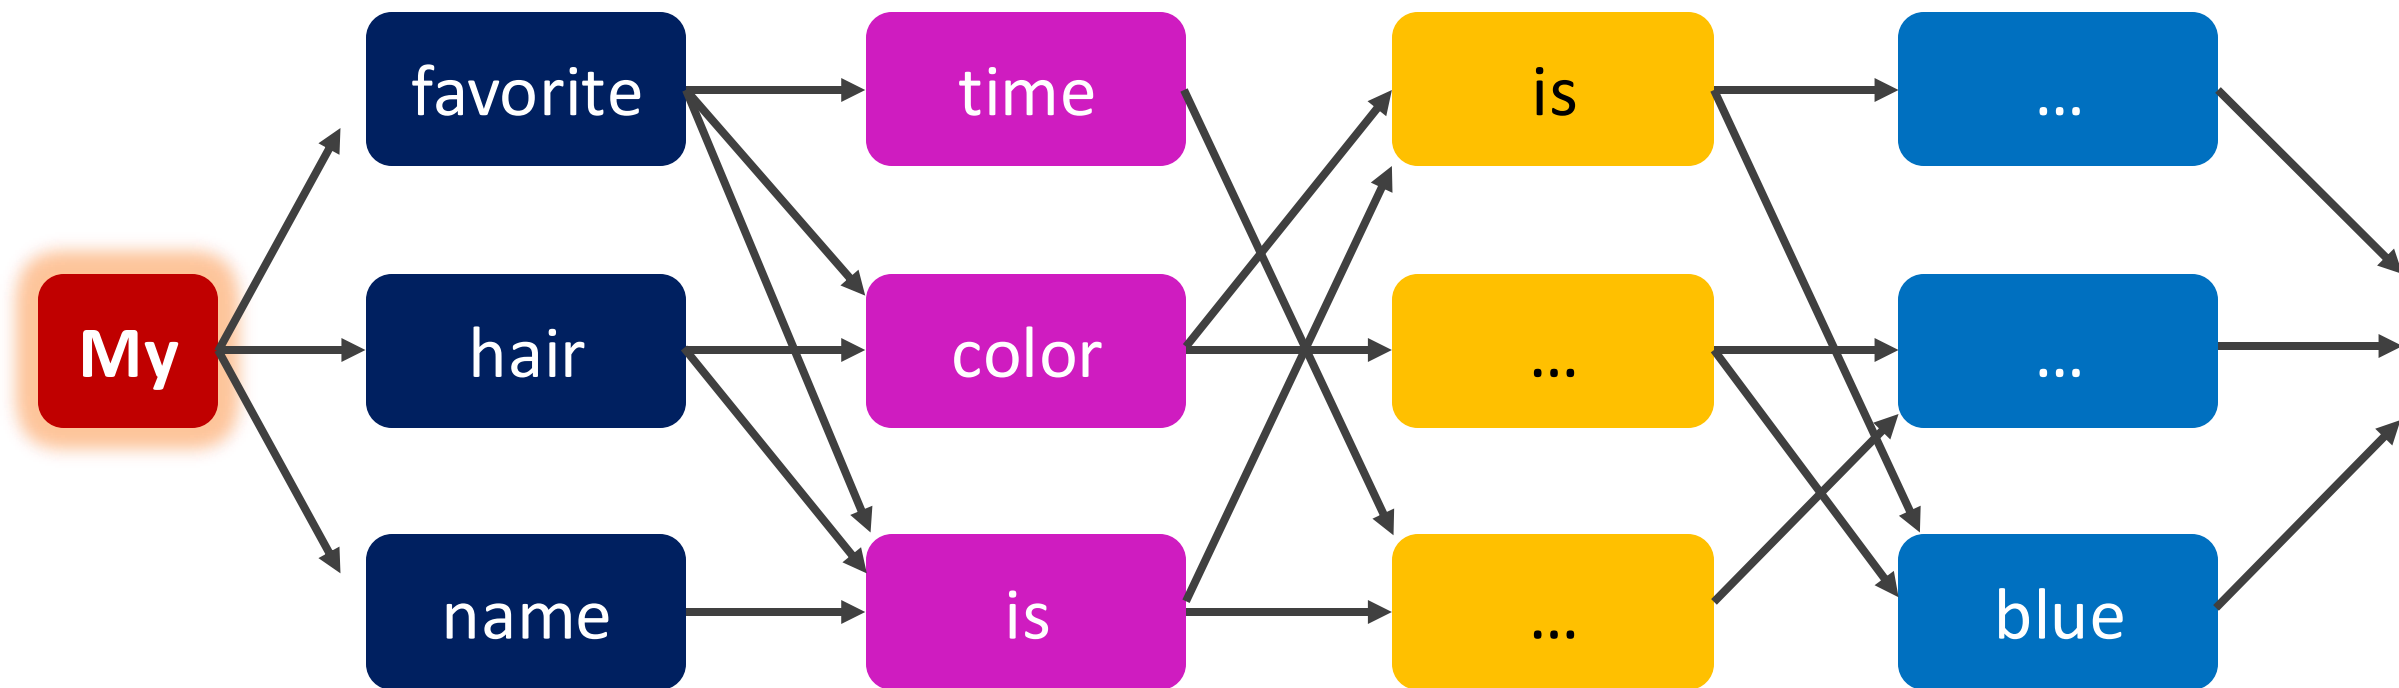 favorite
time
is
...
My
hair
color
...
...
name
is
...
blue